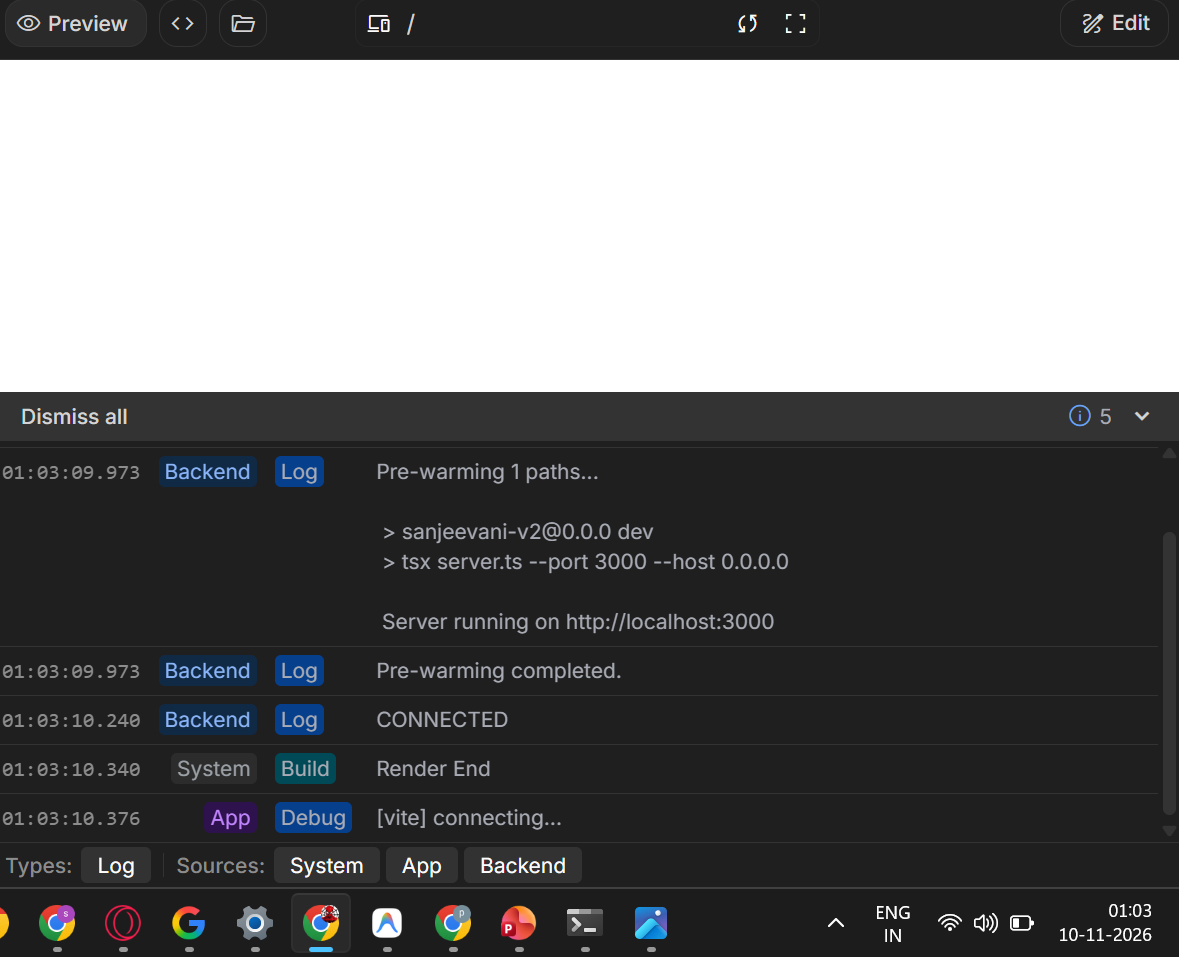 Preview
/
Edit
Dismiss all
5
01:03:09.973 Backend Log Pre-warming 1 paths...
> sanjeevani-v2@0.0.0 dev
> tsx server.ts --port 3000 --host 0.0.0.0
Server running on http://localhost:3000
01:03:09.973 Backend Log Pre-warming completed.
01:03:10.240 Backend Log CONNECTED
01:03:10.340 System Build Render End
01:03:10.376 App Debug [vite] connecting...
Types: Log Sources: System App Backend
s
P
P
ENG
IN
01:03
10-11-2026